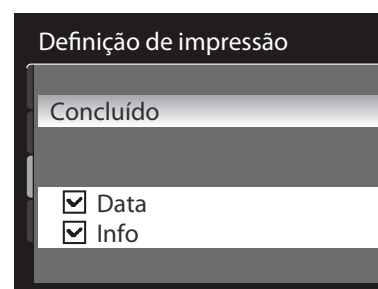 Definição de impressão
Concluído
Data
Info